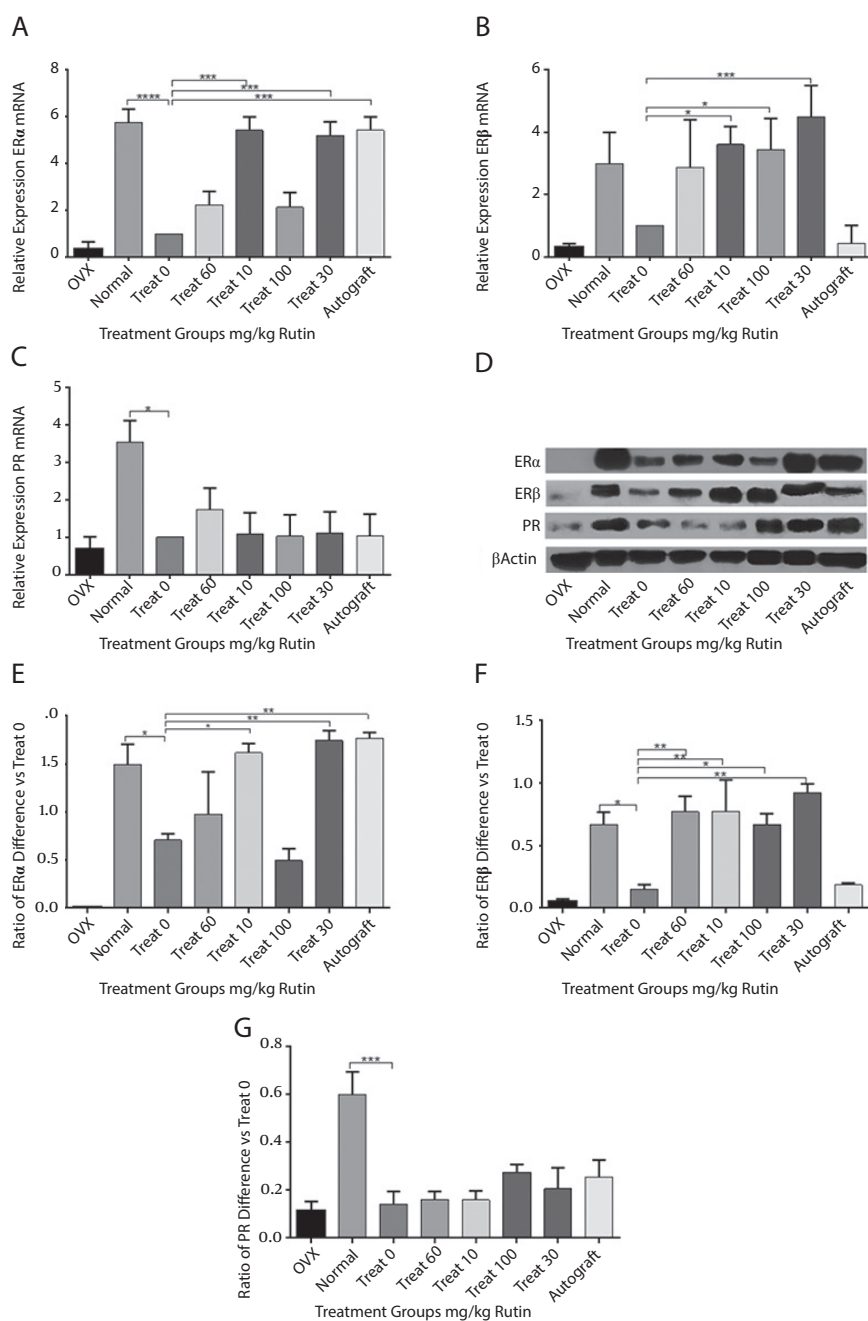 A
Relative Expression ERα mRNA
8
6
4
2
0
****
***
***
***
OVX
Normal
Treat 0
Treat 60
Treat 10
Treat 100
Treat 30
Autograft
Treatment Groups mg/kg Rutin
B
Relative Expression ERβ mRNA
6
4
2
0
***
*
*
OVX
Normal
Treat 0
Treat 60
Treat 10
Treat 100
Treat 30
Autograft
Treatment Groups mg/kg Rutin
C
Relative Expression PR mRNA
5
4
3
2
1
0
*
OVX
Normal
Treat 0
Treat 60
Treat 10
Treat 100
Treat 30
Autograft
Treatment Groups mg/kg Rutin
D
ERα
ERβ
PR
βActin
OVX
Normal
Treat 0
Treat 60
Treat 10
Treat 100
Treat 30
Autograft
Treatment Groups mg/kg Rutin
E
Ratio of ERα Difference vs Treat 0
.0
1.5
1.0
0.5
0.0
*
**
**
*
OVX
Normal
Treat 0
Treat 60
Treat 10
Treat 100
Treat 30
Autograft
Treatment Groups mg/kg Rutin
F
Ratio of ERβ Difference vs Treat 0
1.5
1.0
0.5
0.0
*
**
**
*
**
OVX
Normal
Treat 0
Treat 60
Treat 10
Treat 100
Treat 30
Autograft
Treatment Groups mg/kg Rutin
G
Ratio of PR Difference vs Treat 0
0.8
0.6
0.4
0.2
0.0
***
OVX
Normal
Treat 0
Treat 60
Treat 10
Treat 100
Treat 30
Autograft
Treatment Groups mg/kg Rutin